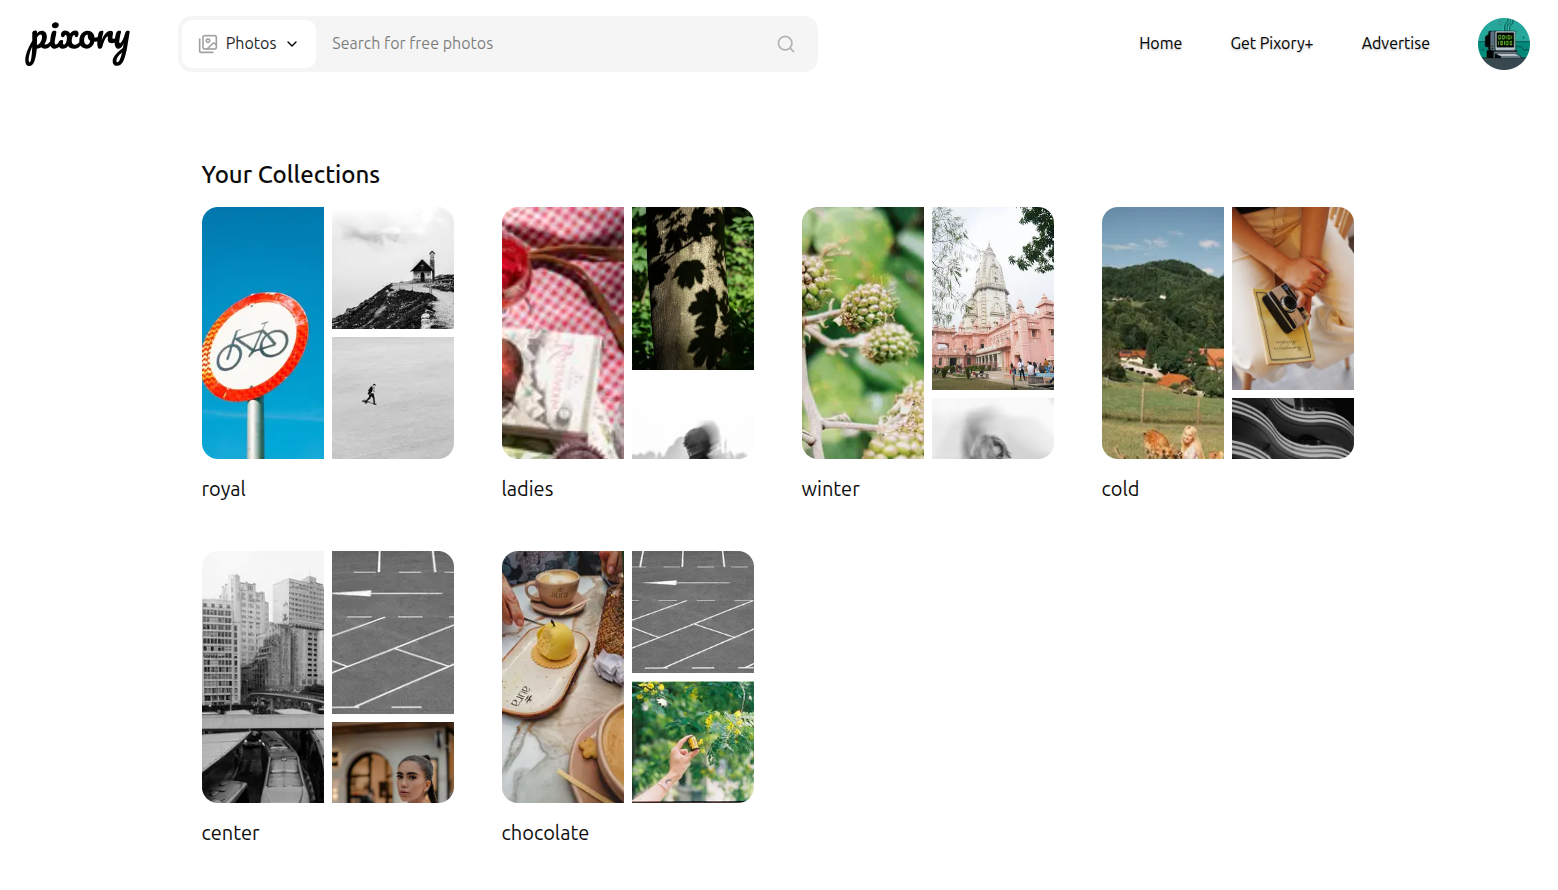 pixory
Photos
Search for free photos
Home
Get Pixory+
Advertise
Your Collections
royal
ladies
winter
cold
center
chocolate